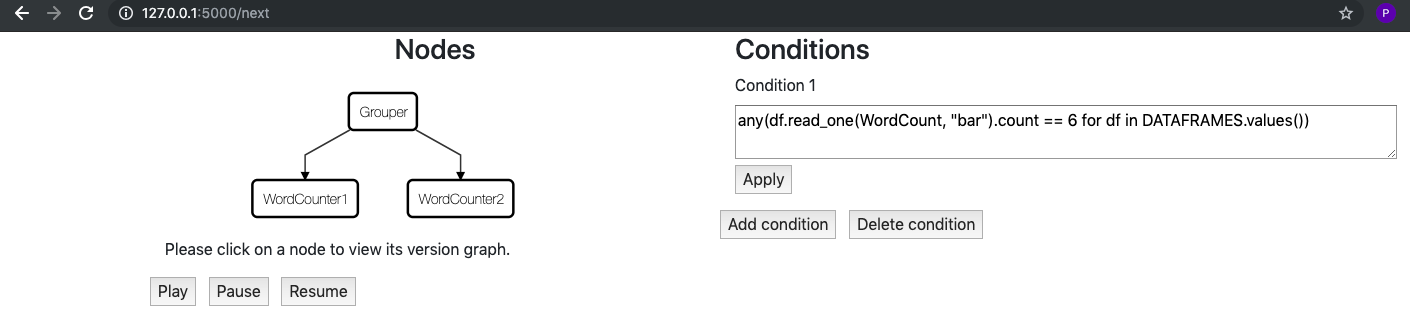 127.0.0.1:5000/next
P
Nodes
Grouper
WordCounter1
WordCounter2
Please click on a node to view its version graph.
Play Pause Resume
Conditions
Condition 1
any(df.read_one(WordCount, "bar").count == 6 for df in DATAFRAMES.values())
Apply
Add condition Delete condition